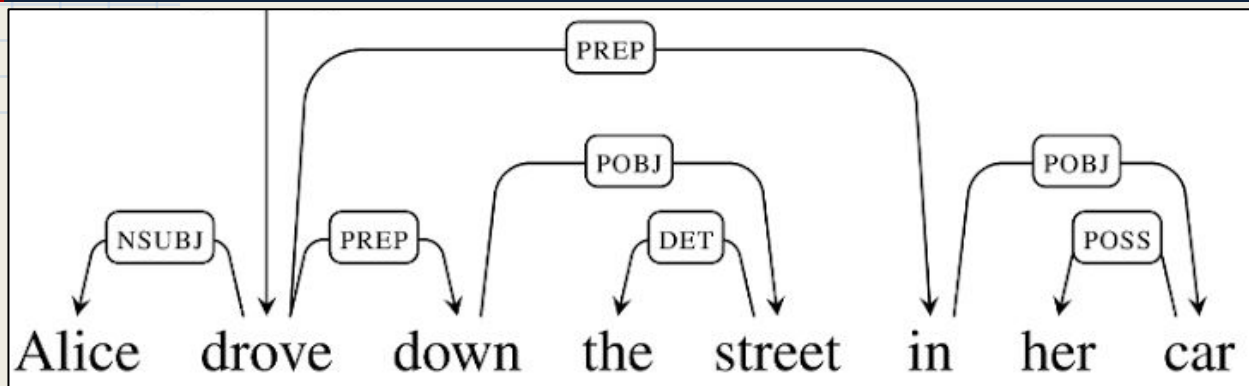 PREP
POBJ POBJ
NSUBJ PREP DET POSS
Alice drove down the street in her car